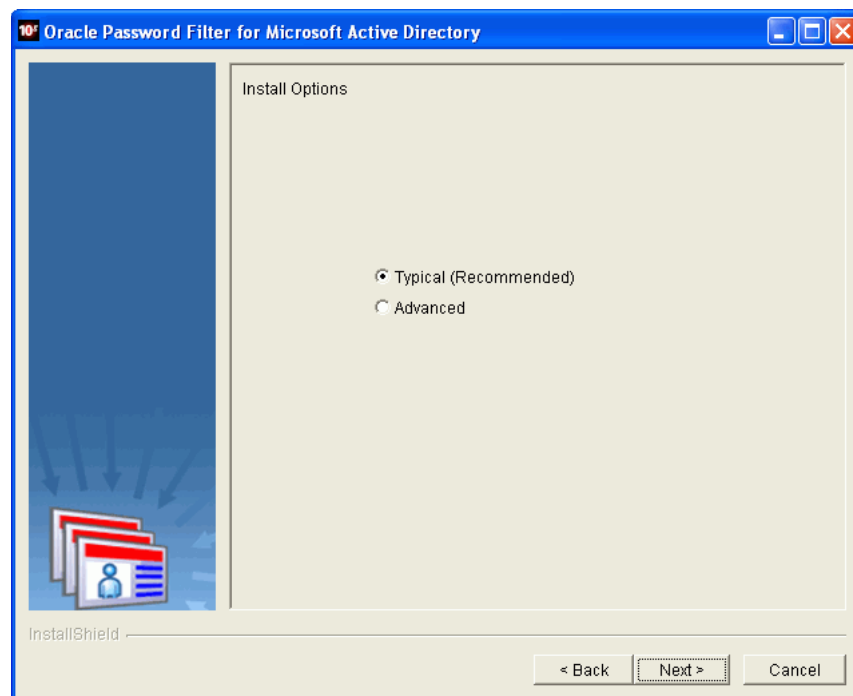 10g Oracle Password Filter for Microsoft Active Directory
Install Options
Typical (Recommended)
Advanced
InstallShield
< Back
Next >
Cancel